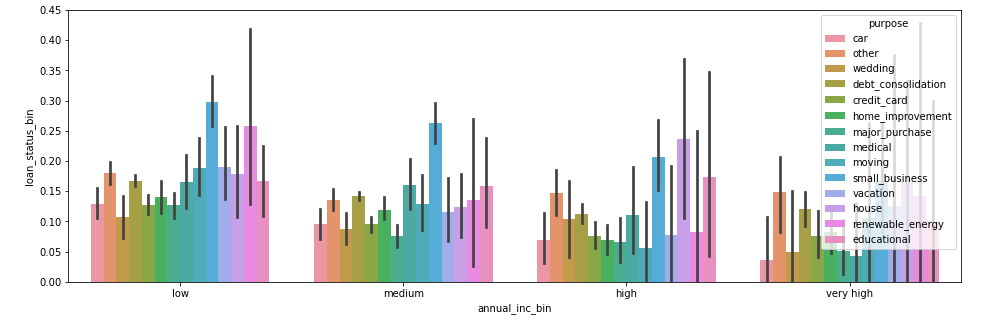 0.45
0.40
0.35
0.30
0.25
0.20
0.15
0.10
0.05
0.00
loan_status_bin
low
medium
high
very high
annual_inc_bin
purpose
car
other
wedding
debt_consolidation
credit_card
home_improvement
major_purchase
medical
moving
small_business
vacation
house
renewable_energy
educational